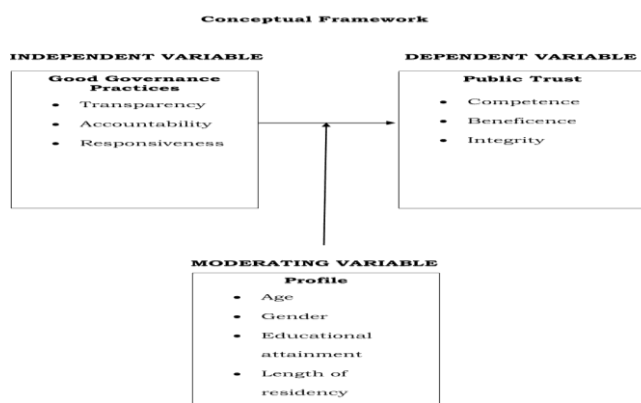 Conceptual Framework
INDEPENDENT VARIABLE
Good Governance
Practices
• Transparency
• Accountability
• Responsiveness
DEPENDENT VARIABLE
Public Trust
• Competence
• Beneficence
• Integrity
MODERATING VARIABLE
Profile
• Age
• Gender
• Educational
attainment
• Length of
residency